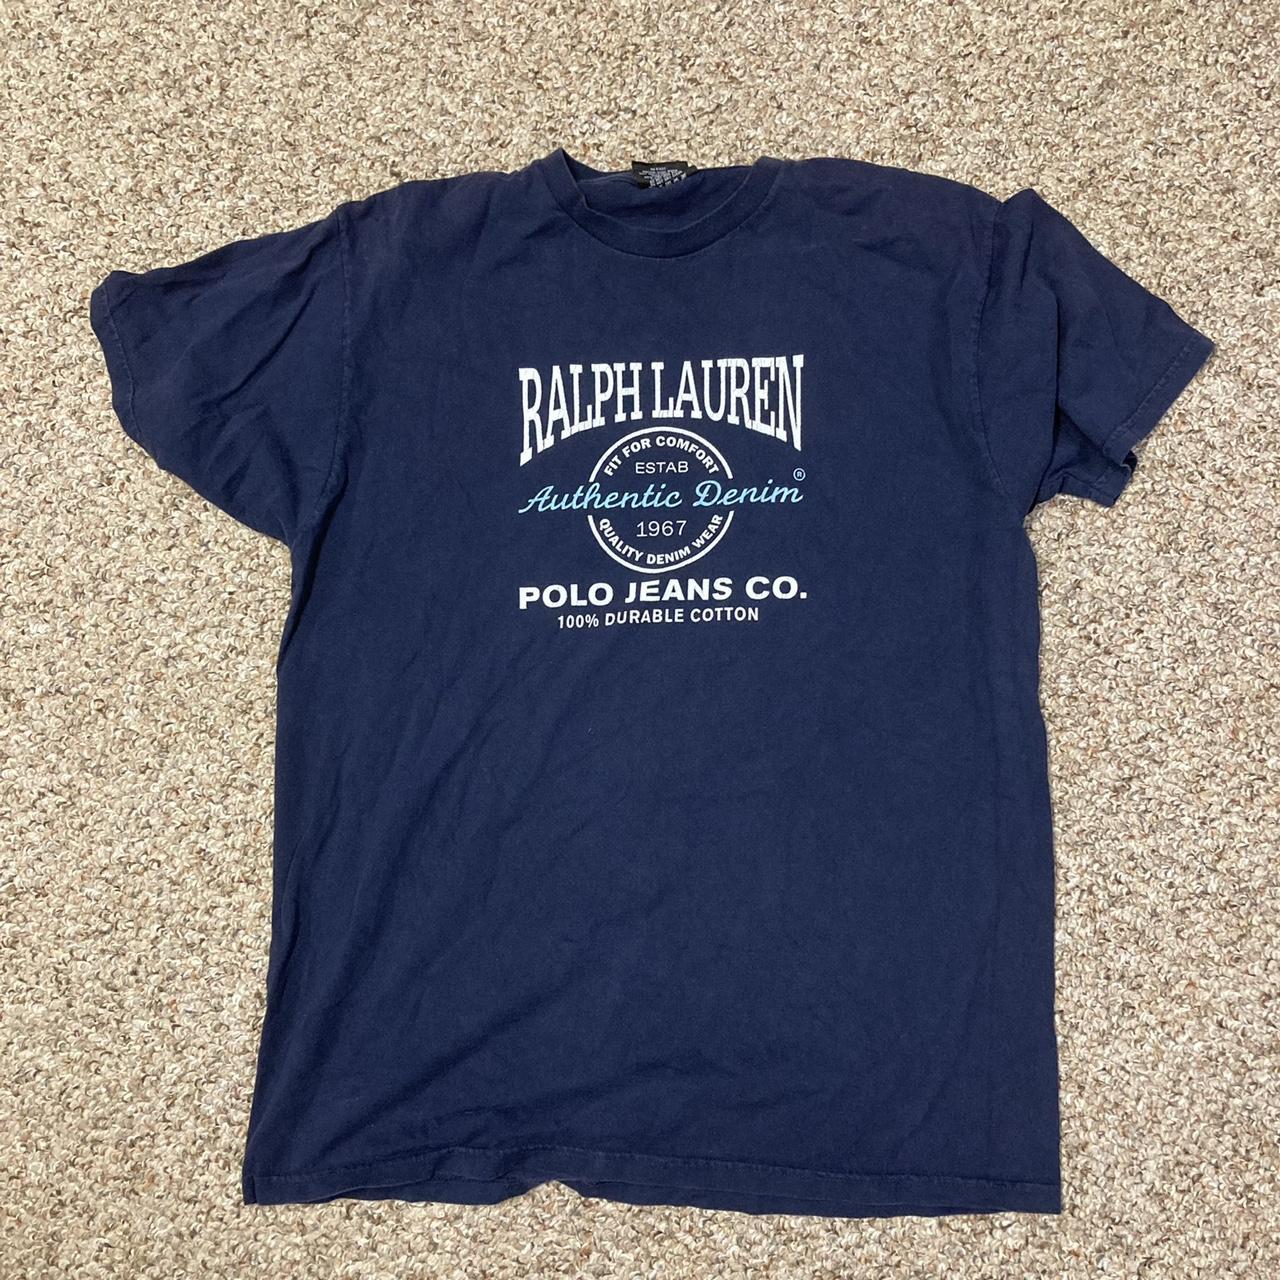 RALPH LAUREN
FIT FOR COMFORT
ESTAB
Authentic Denim®
1967
QUALITY DENIM WEAR
POLO JEANS CO.
100% DURABLE COTTON